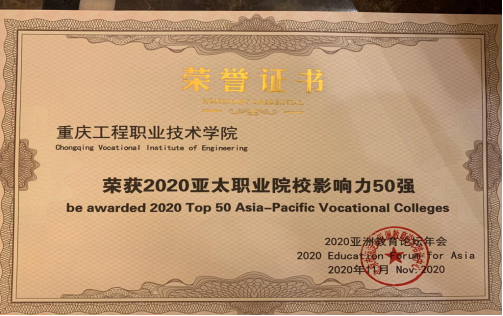 荣誉证书
重庆工程职业技术学院
Chongqing Vocational Institute of Engineering
荣获2020亚太职业院校影响力50强
be awarded 2020 Top 50 Asia-Pacific Vocational Colleges
2020亚洲教育论坛年会
2020 Education Forum for Asia
2020年11月 Nov.2020